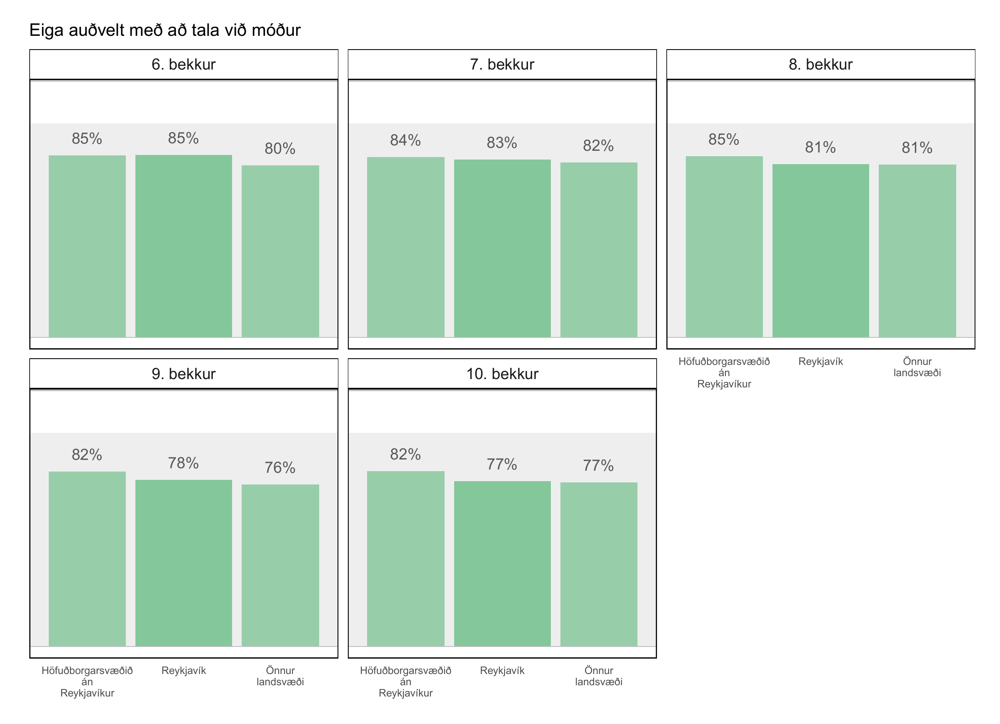 Eiga auðvelt með að tala við móður
6. bekkur
7. bekkur
8. bekkur
85%
85%
80%
84%
83%
82%
85%
81%
81%
Höfuðborgarsvæðið
án
Reykjavíkur
Reykjavík
Önnur
landsvæði
9. bekkur
10. bekkur
82%
78%
76%
82%
77%
77%
Höfuðborgarsvæðið
án
Reykjavíkur
Reykjavík
Önnur
landsvæði
Höfuðborgarsvæðið
án
Reykjavíkur
Reykjavík
Önnur
landsvæði